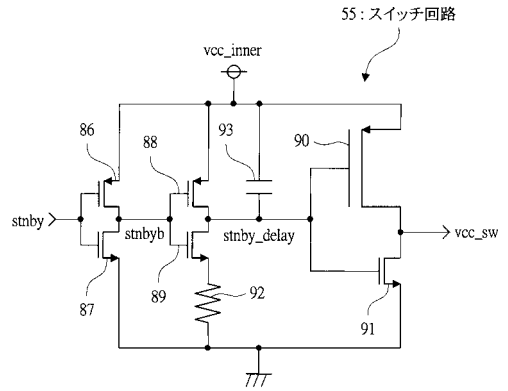 55:スイッチ回路
vcc_inner
86
88
93
90
stnby
stnbyb
stnby_delay
vcc_sw
87
89
92
91